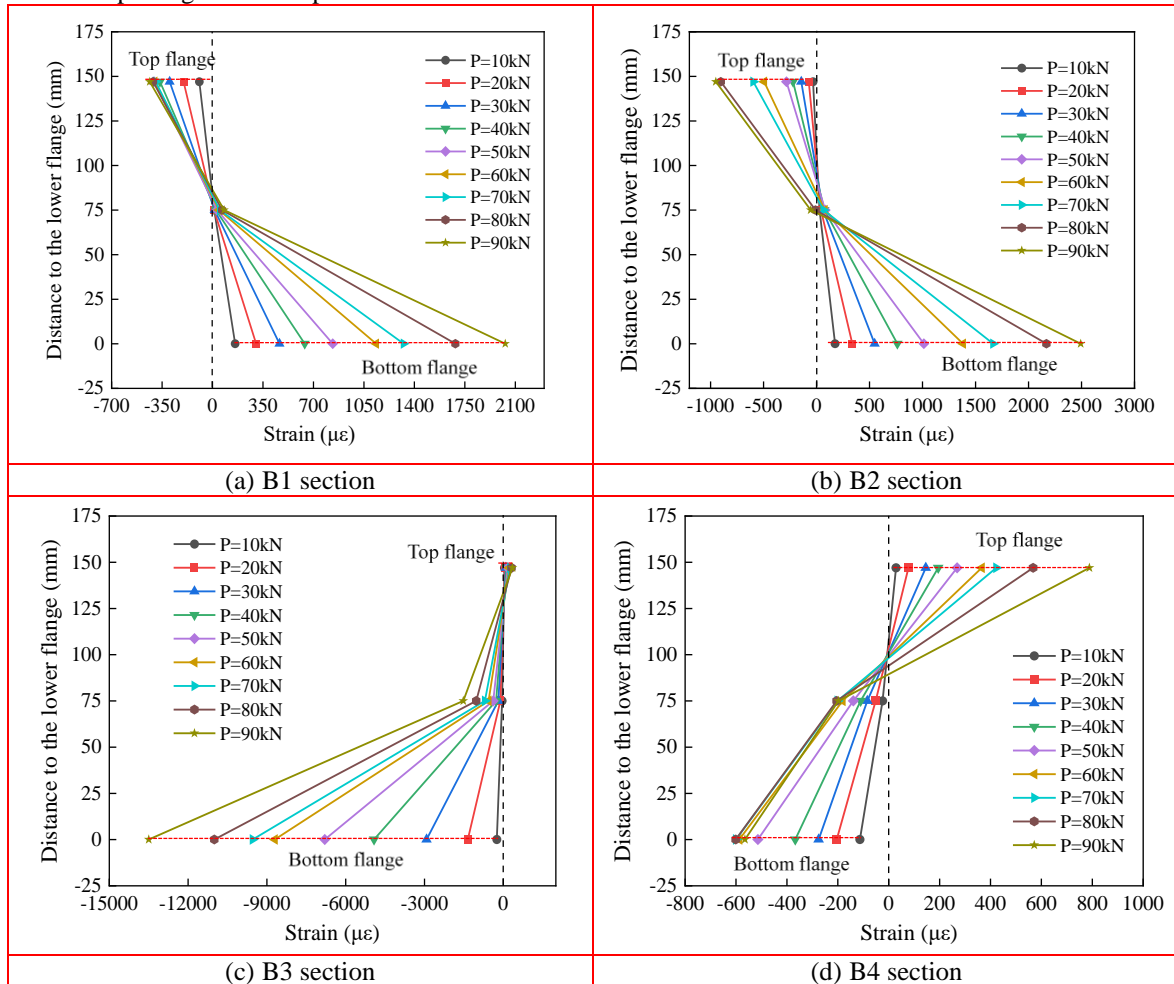 175
150
125
100
75
50
25
0
-25
Distance to the lower flange (mm)
Top flange
Bottom flange
P=10kN
P=20kN
P=30kN
P=40kN
P=50kN
P=60kN
P=70kN
P=80kN
P=90kN
-700 -350 0 350 700 1050 1400 1750 2100
Strain (με)
(a) B1 section
175
150
125
100
75
50
25
0
-25
Distance to the lower flange (mm)
Top flange
Bottom flange
P=10kN
P=20kN
P=30kN
P=40kN
P=50kN
P=60kN
P=70kN
P=80kN
P=90kN
-1000 -500 0 500 1000 1500 2000 2500 3000
Strain (με)
(b) B2 section
175
150
125
100
75
50
25
0
-25
Distance to the lower flange (mm)
Top flange
Bottom flange
P=10kN
P=20kN
P=30kN
P=40kN
P=50kN
P=60kN
P=70kN
P=80kN
P=90kN
-15000 -12000 -9000 -6000 -3000 0
Strain (με)
(c) B3 section
175
150
125
100
75
50
25
0
-25
Distance to the lower flange (mm)
Top flange
Bottom flange
P=10kN
P=20kN
P=30kN
P=40kN
P=50kN
P=60kN
P=70kN
P=80kN
P=90kN
-800 -600 -400 -200 0 200 400 600 800 1000
Strain (με)
(d) B4 section